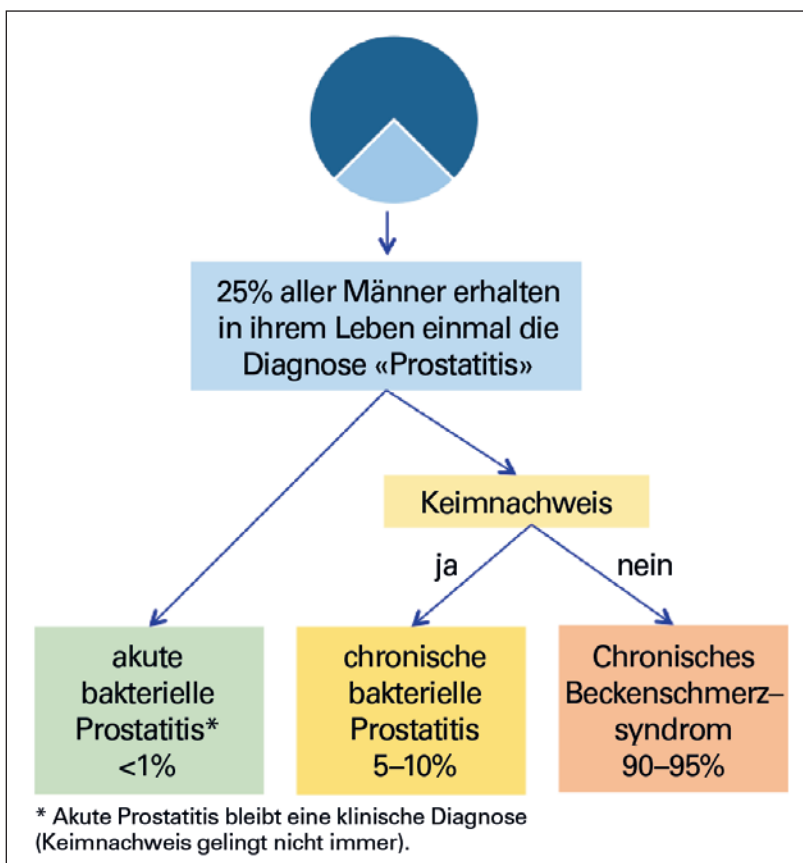 25% aller Männer erhalten
in ihrem Leben einmal die
Diagnose «Prostatitis»
Keimnachweis
ja
nein
akute
bakterielle
Prostatitis*
<1%
chronische
bakterielle
Prostatitis
5–10%
Chronisches
Beckenschmerz–
syndrom
90–95%
* Akute Prostatitis bleibt eine klinische Diagnose
(Keimnachweis gelingt nicht immer).